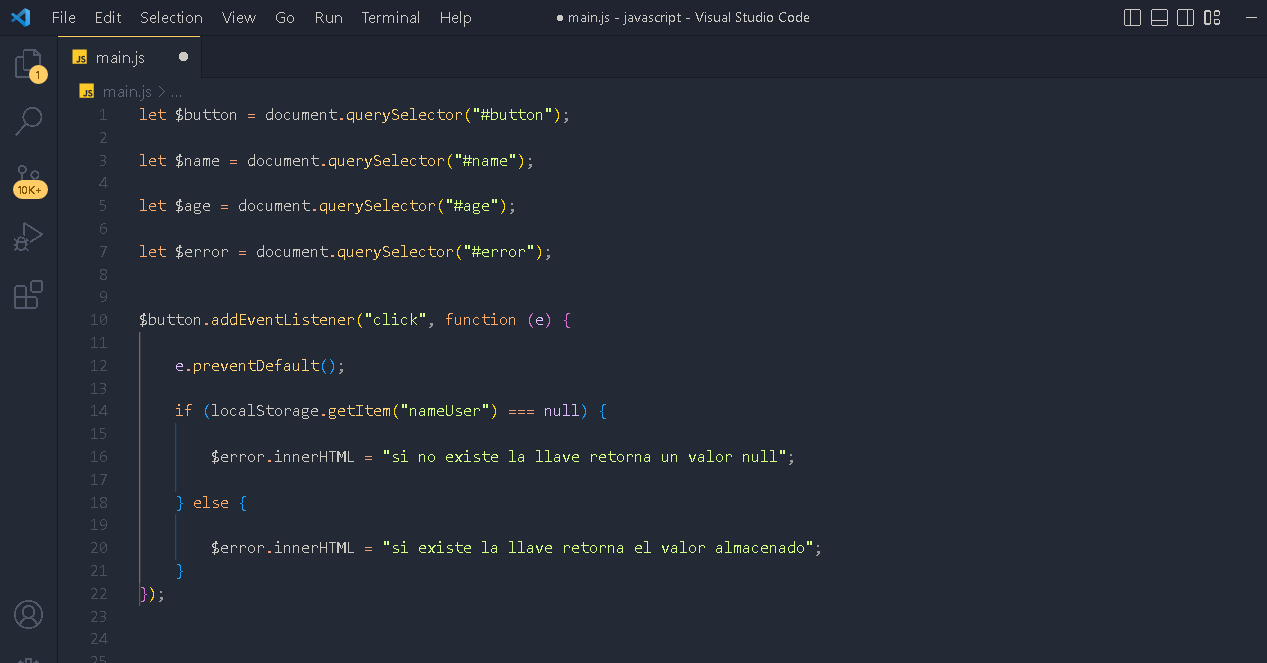 File Edit Selection View Go Run Terminal Help ● main.js - javascript - Visual Studio Code
JS main.js ●
1
JS main.js > ...
1 let $button = document.querySelector("#button");
2
3 let $name = document.querySelector("#name");
4
5 let $age = document.querySelector("#age");
6
7 let $error = document.querySelector("#error");
8
9
10 $button.addEventListener("click", function (e) {
11
12 e.preventDefault();
13
14 if (localStorage.getItem("nameUser") === null) {
15
16 $error.innerHTML = "si no existe la llave retorna un valor null";
17
18 } else {
19
20 $error.innerHTML = "si existe la llave retorna el valor almacenado";
21 }
22 });
23
24
25
10K+